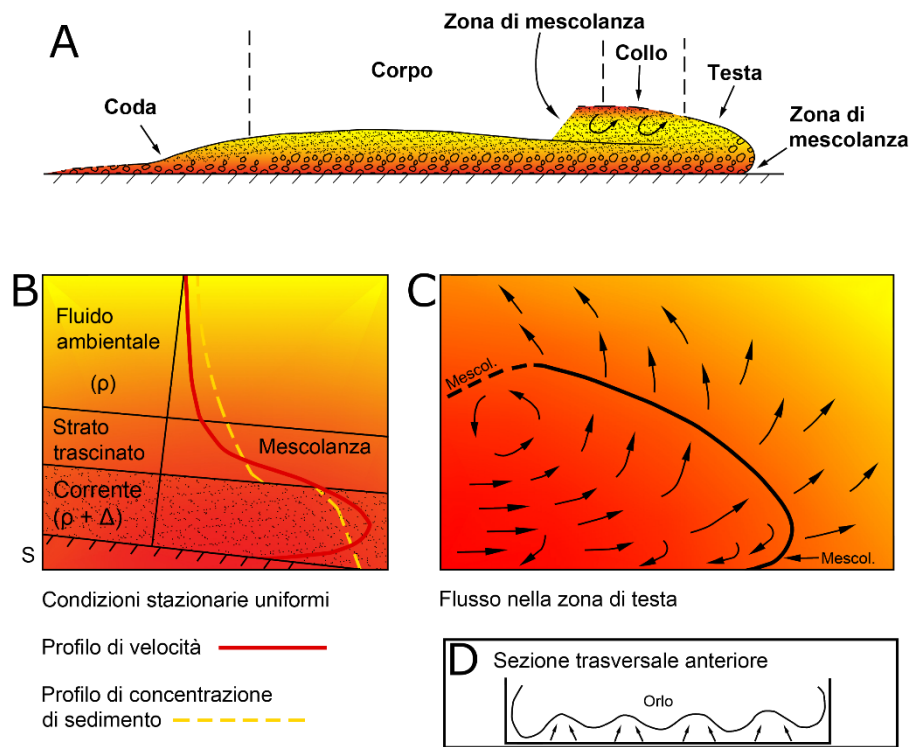 A
Zona di mescolanza
Collo
Corpo
Testa
Coda
Zona di
mescolanza
B
Fluido
ambientale
(ρ)
Strato
trascinato
Mescolanza
Corrente
(ρ + Δ)
S
Condizioni stazionarie uniformi
Profilo di velocità
Profilo di concentrazione
di sedimento
C
Mescol.
Mescol.
Flusso nella zona di testa
D
Sezione trasversale anteriore
Orlo